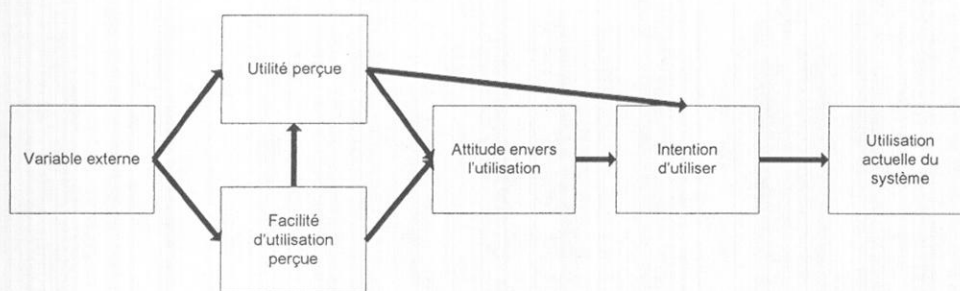 Utilité perçue
Variable externe
Facilité
d'utilisation
perçue
Attitude envers
l'utilisation
Intention
d'utiliser
Utilisation
actuelle du
système